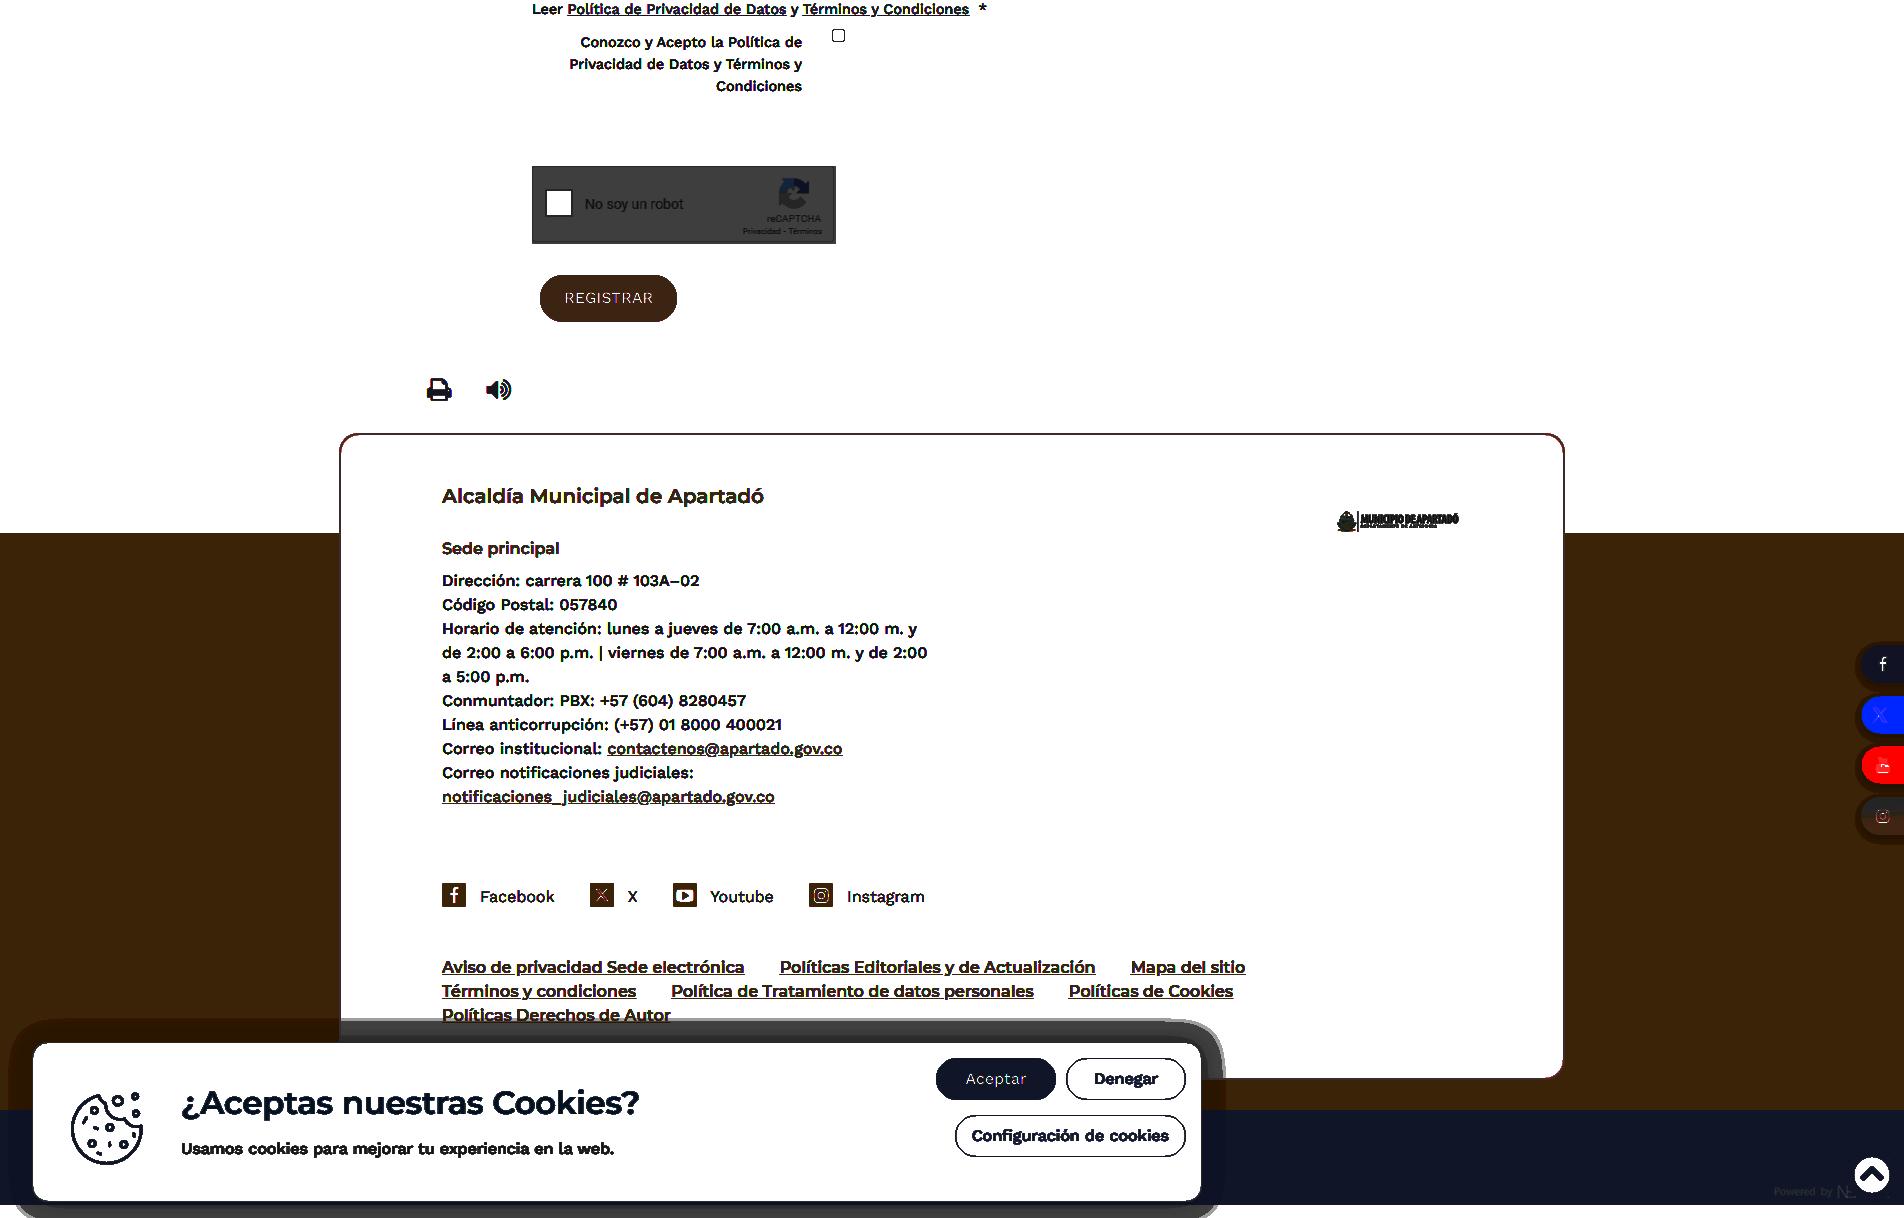 Leer Política de Privacidad de Datos y Términos y Condiciones *
Conozco y Acepto la Política de
Privacidad de Datos y Términos y
Condiciones
No soy un robot
reCAPTCHA
Privacidad - Términos
REGISTRAR
Alcaldía Municipal de Apartadó
MUNICIPIO DE APARTADÓ
Sede principal
Dirección: carrera 100 # 103A–02
Código Postal: 057840
Horario de atención: lunes a jueves de 7:00 a.m. a 12:00 m. y
de 2:00 a 6:00 p.m. | viernes de 7:00 a.m. a 12:00 m. y de 2:00
a 5:00 p.m.
Conmuntador: PBX: +57 (604) 8280457
Línea anticorrupción: (+57) 01 8000 400021
Correo institucional: contactenos@apartado.gov.co
Correo notificaciones judiciales:
notificaciones_judiciales@apartado.gov.co
Facebook X Youtube Instagram
Aviso de privacidad Sede electrónica Políticas Editoriales y de Actualización Mapa del sitio
Términos y condiciones Política de Tratamiento de datos personales Políticas de Cookies
Políticas Derechos de Autor
¿Aceptas nuestras Cookies?
Usamos cookies para mejorar tu experiencia en la web.
Aceptar Denegar
Configuración de cookies
Powered by